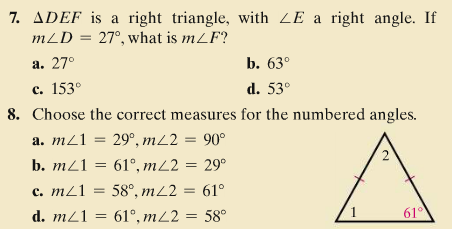 7. ΔDEF is a right triangle, with ∠E a right angle. If
m∠D = 27°, what is m∠F?
a. 27° b. 63°
c. 153° d. 53°
8. Choose the correct measures for the numbered angles.
a. m∠1 = 29°, m∠2 = 90°
b. m∠1 = 61°, m∠2 = 29°
c. m∠1 = 58°, m∠2 = 61°
d. m∠1 = 61°, m∠2 = 58°
2
1 61°